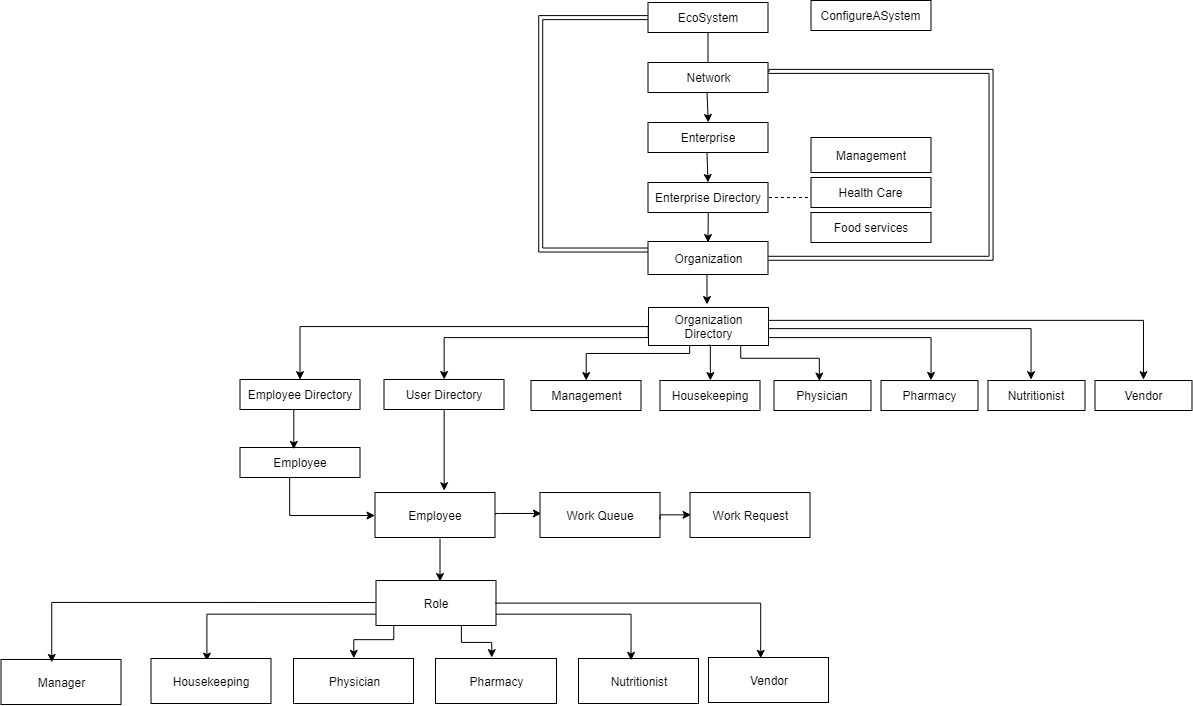 EcoSystem
ConfigureASystem
Network
Enterprise
Management
Enterprise Directory
Health Care
Food services
Organization
Organization
Directory
Employee Directory
User Directory
Management
Housekeeping
Physician
Pharmacy
Nutritionist
Vendor
Employee
Employee
Work Queue
Work Request
Role
Manager
Housekeeping
Physician
Pharmacy
Nutritionist
Vendor